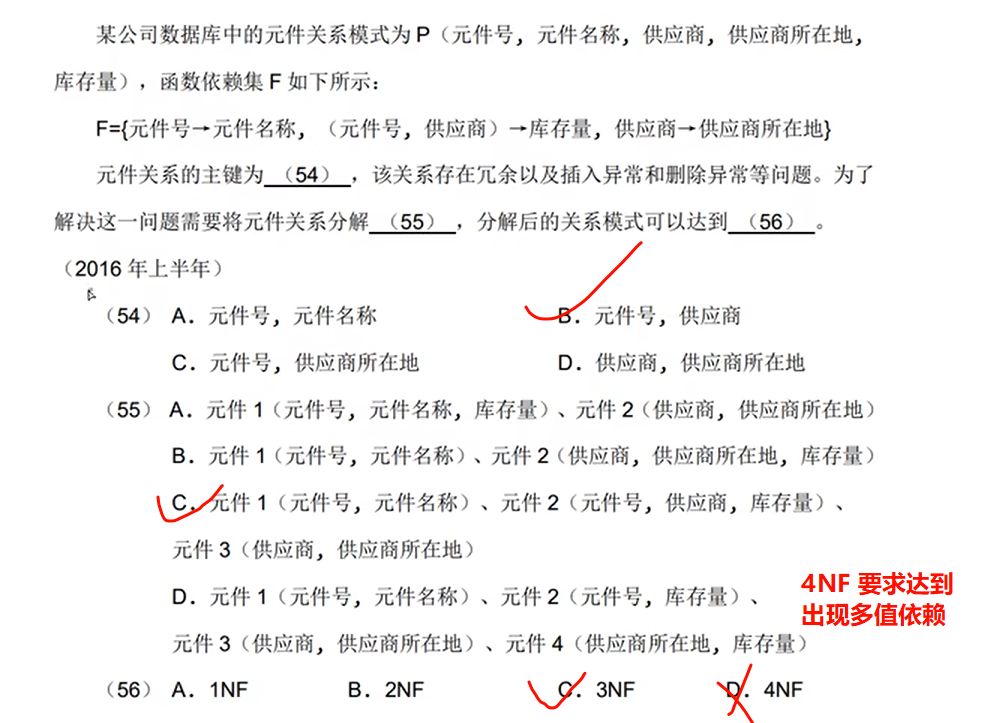 某公司数据库中的元件关系模式为 P（元件号，元件名称，供应商，供应商所在地，
库存量），函数依赖集 F 如下所示：
F={元件号→元件名称，（元件号，供应商）→库存量，供应商→供应商所在地}
元件关系的主键为 （54） ，该关系存在冗余以及插入异常和删除异常等问题。为了
解决这一问题需要将元件关系分解 （55） ，分解后的关系模式可以达到 （56） 。
（2016 年上半年）
（54） A．元件号，元件名称 B．元件号，供应商
C．元件号，供应商所在地 D．供应商，供应商所在地
（55） A．元件 1（元件号，元件名称，库存量）、元件 2（供应商，供应商所在地）
B．元件 1（元件号，元件名称）、元件 2（供应商，供应商所在地，库存量）
C．元件 1（元件号，元件名称）、元件 2（元件号，供应商，库存量）、
元件 3（供应商，供应商所在地）
D．元件 1（元件号，元件名称）、元件 2（元件号，库存量）、
元件 3（供应商，供应商所在地）、元件 4（供应商所在地，库存量）
4NF 要求达到
出现多值依赖
（56） A．1NF B．2NF C．3NF D．4NF